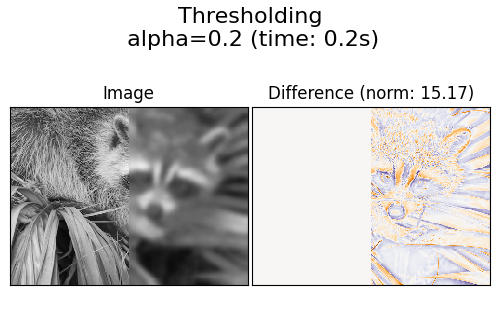 Thresholding
alpha=0.2 (time: 0.2s)
Image
Difference (norm: 15.17)